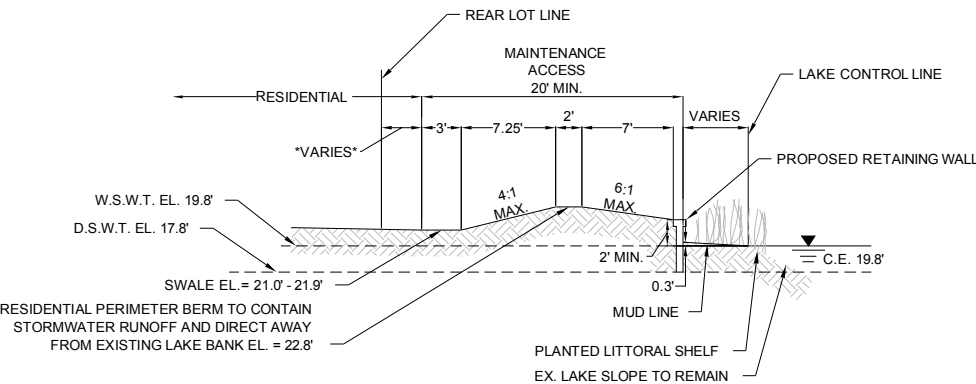 REAR LOT LINE
MAINTENANCE
ACCESS
20' MIN.
LAKE CONTROL LINE
RESIDENTIAL
VARIES
2'
3'
7.25'
7'
*VARIES*
PROPOSED RETAINING WALL
4:1
MAX.
6:1
MAX.
W.S.W.T. EL. 19.8'
D.S.W.T. EL. 17.8'
C.E. 19.8'
2' MIN.
SWALE EL.= 21.0' - 21.9'
0.3'
RESIDENTIAL PERIMETER BERM TO CONTAIN
STORMWATER RUNOFF AND DIRECT AWAY
FROM EXISTING LAKE BANK EL. = 22.8'
MUD LINE
PLANTED LITTORAL SHELF
EX. LAKE SLOPE TO REMAIN